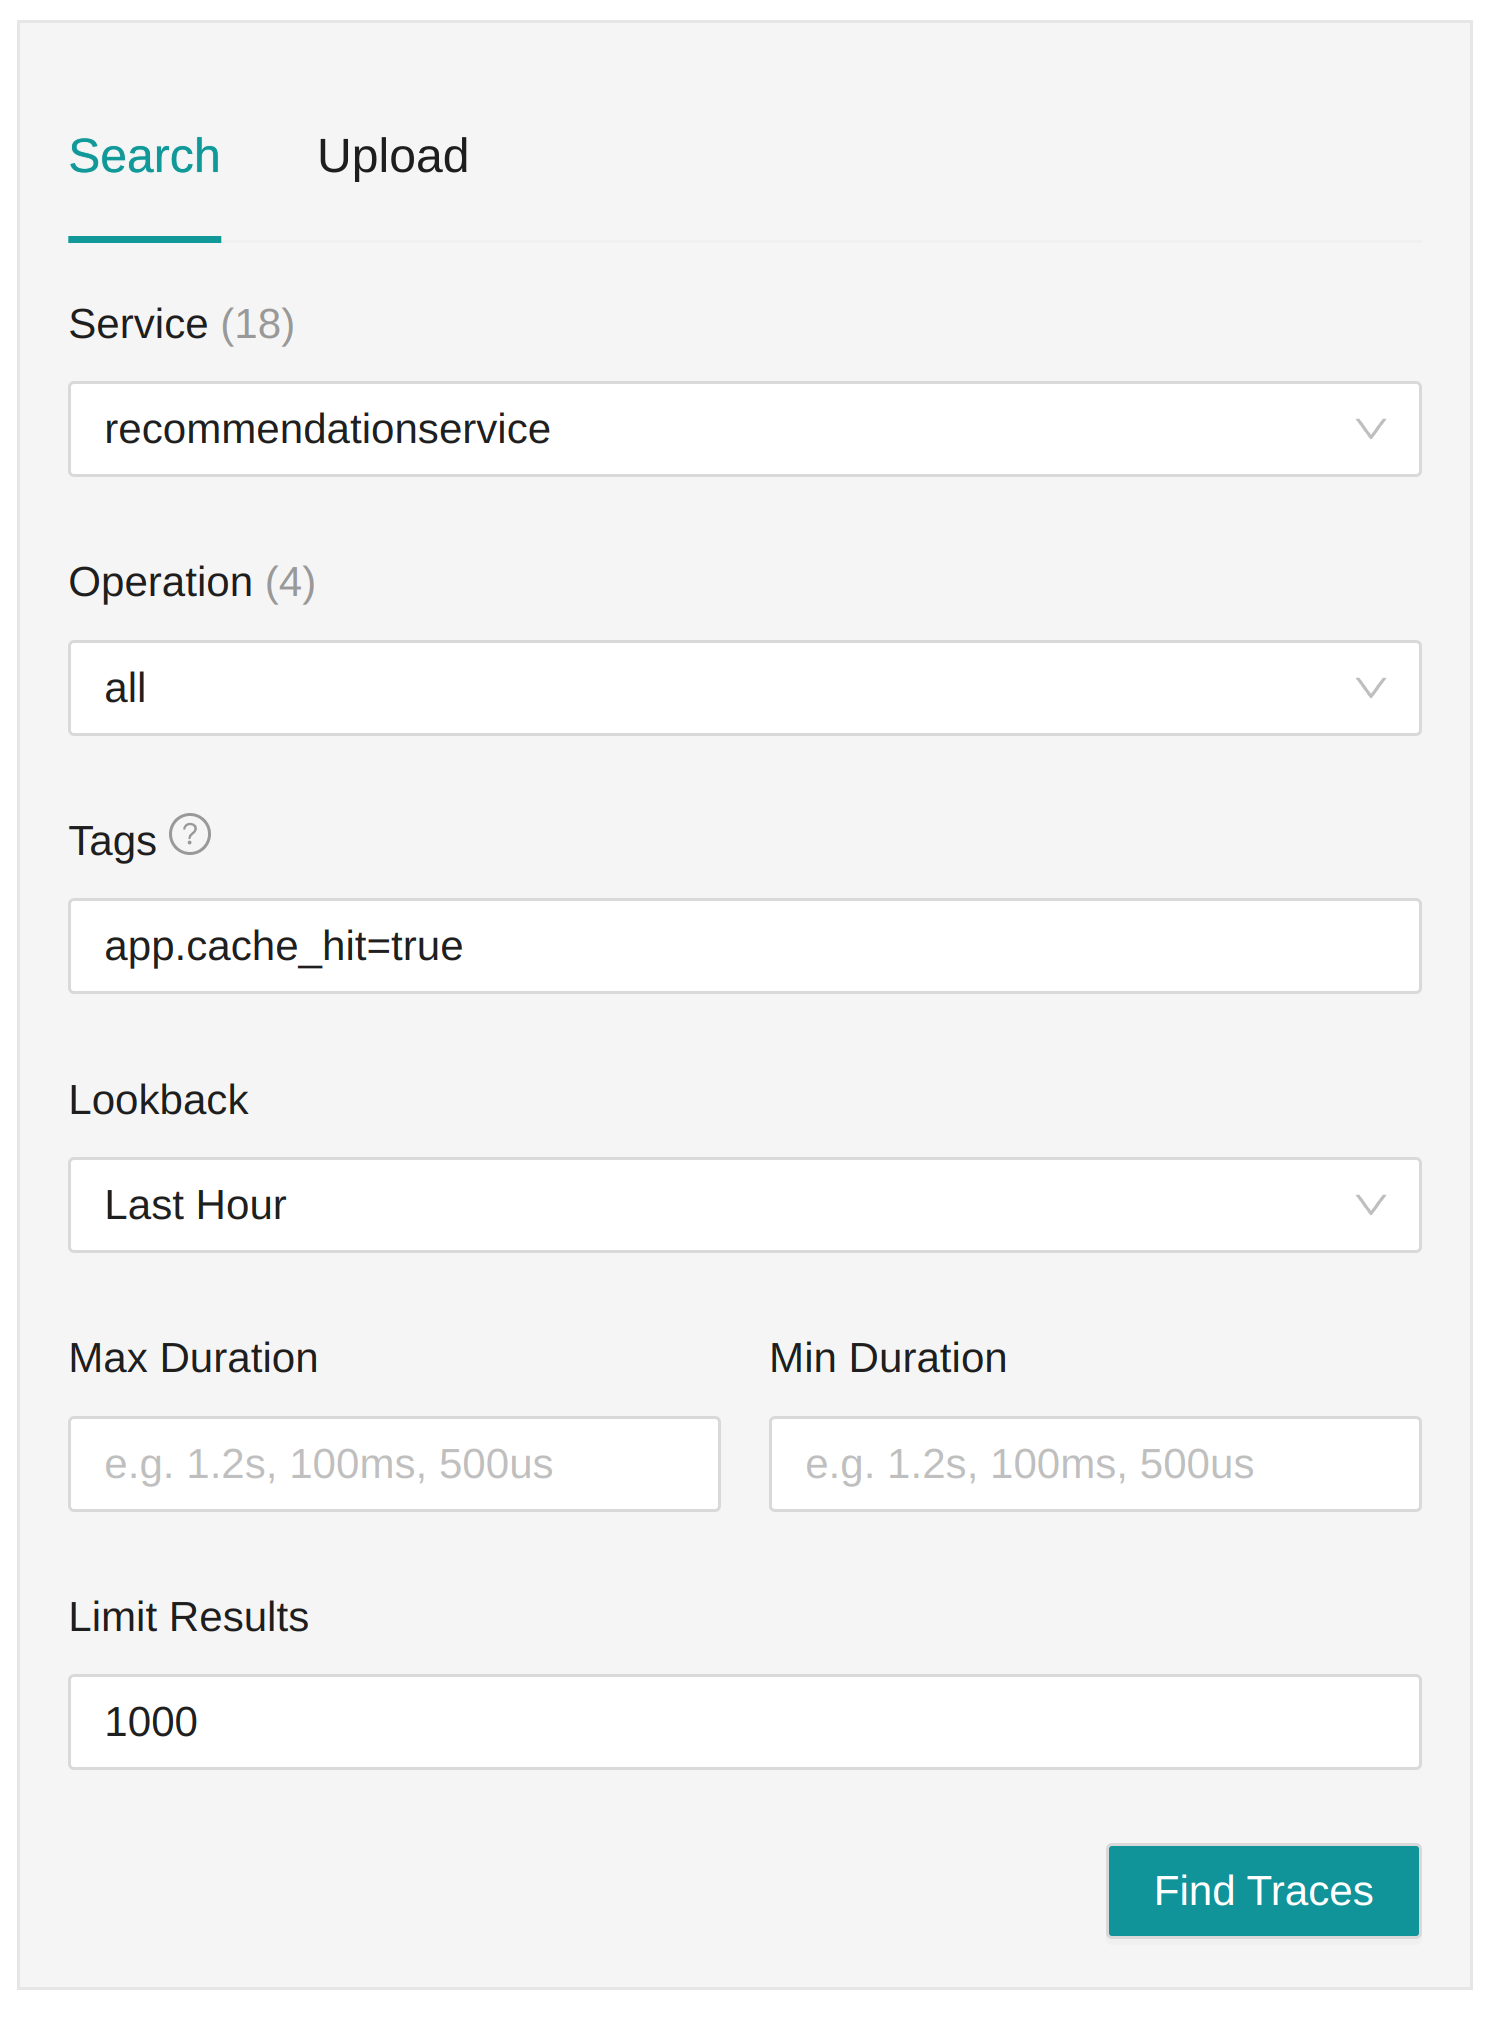 Search Upload
Service (18)
recommendationservice
Operation (4)
all
Tags ?
app.cache_hit=true
Lookback
Last Hour
Max Duration Min Duration
e.g. 1.2s, 100ms, 500us e.g. 1.2s, 100ms, 500us
Limit Results
1000
Find Traces